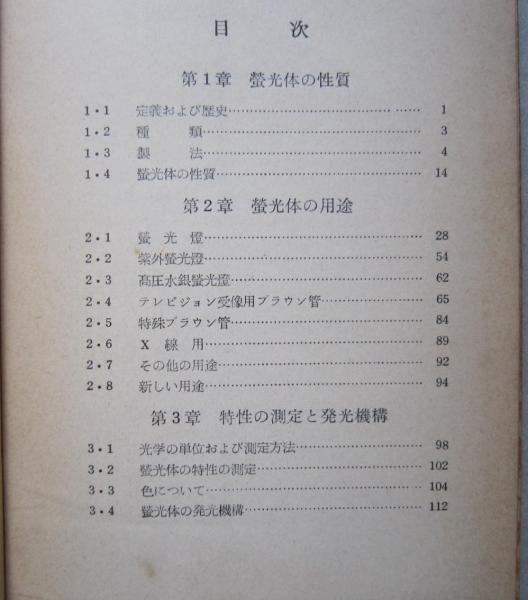 目　次
第1章　螢光体の性質
1・1　定義および歴史……………………………　1
1・2　種　　類……………………………　3
1・3　製　　法……………………………　4
1・4　螢光体の性質……………………………　14
第2章　螢光体の用途
2・1　螢　光　燈……………………………　28
2・2　紫外螢光燈……………………………　54
2・3　高圧水銀螢光燈……………………………　62
2・4　テレビジョン受像用ブラウン管……………………　65
2・5　特殊ブラウン管……………………………　84
2・6　X　線　用……………………………　89
2・7　その他の用途……………………………　92
2・8　新しい用途……………………………　94
第3章　特性の測定と発光機構
3・1　光学の単位および測定方法……………………　98
3・2　螢光体の特性の測定……………………………　102
3・3　色について……………………………　104
3・4　螢光体の発光機構……………………………　112